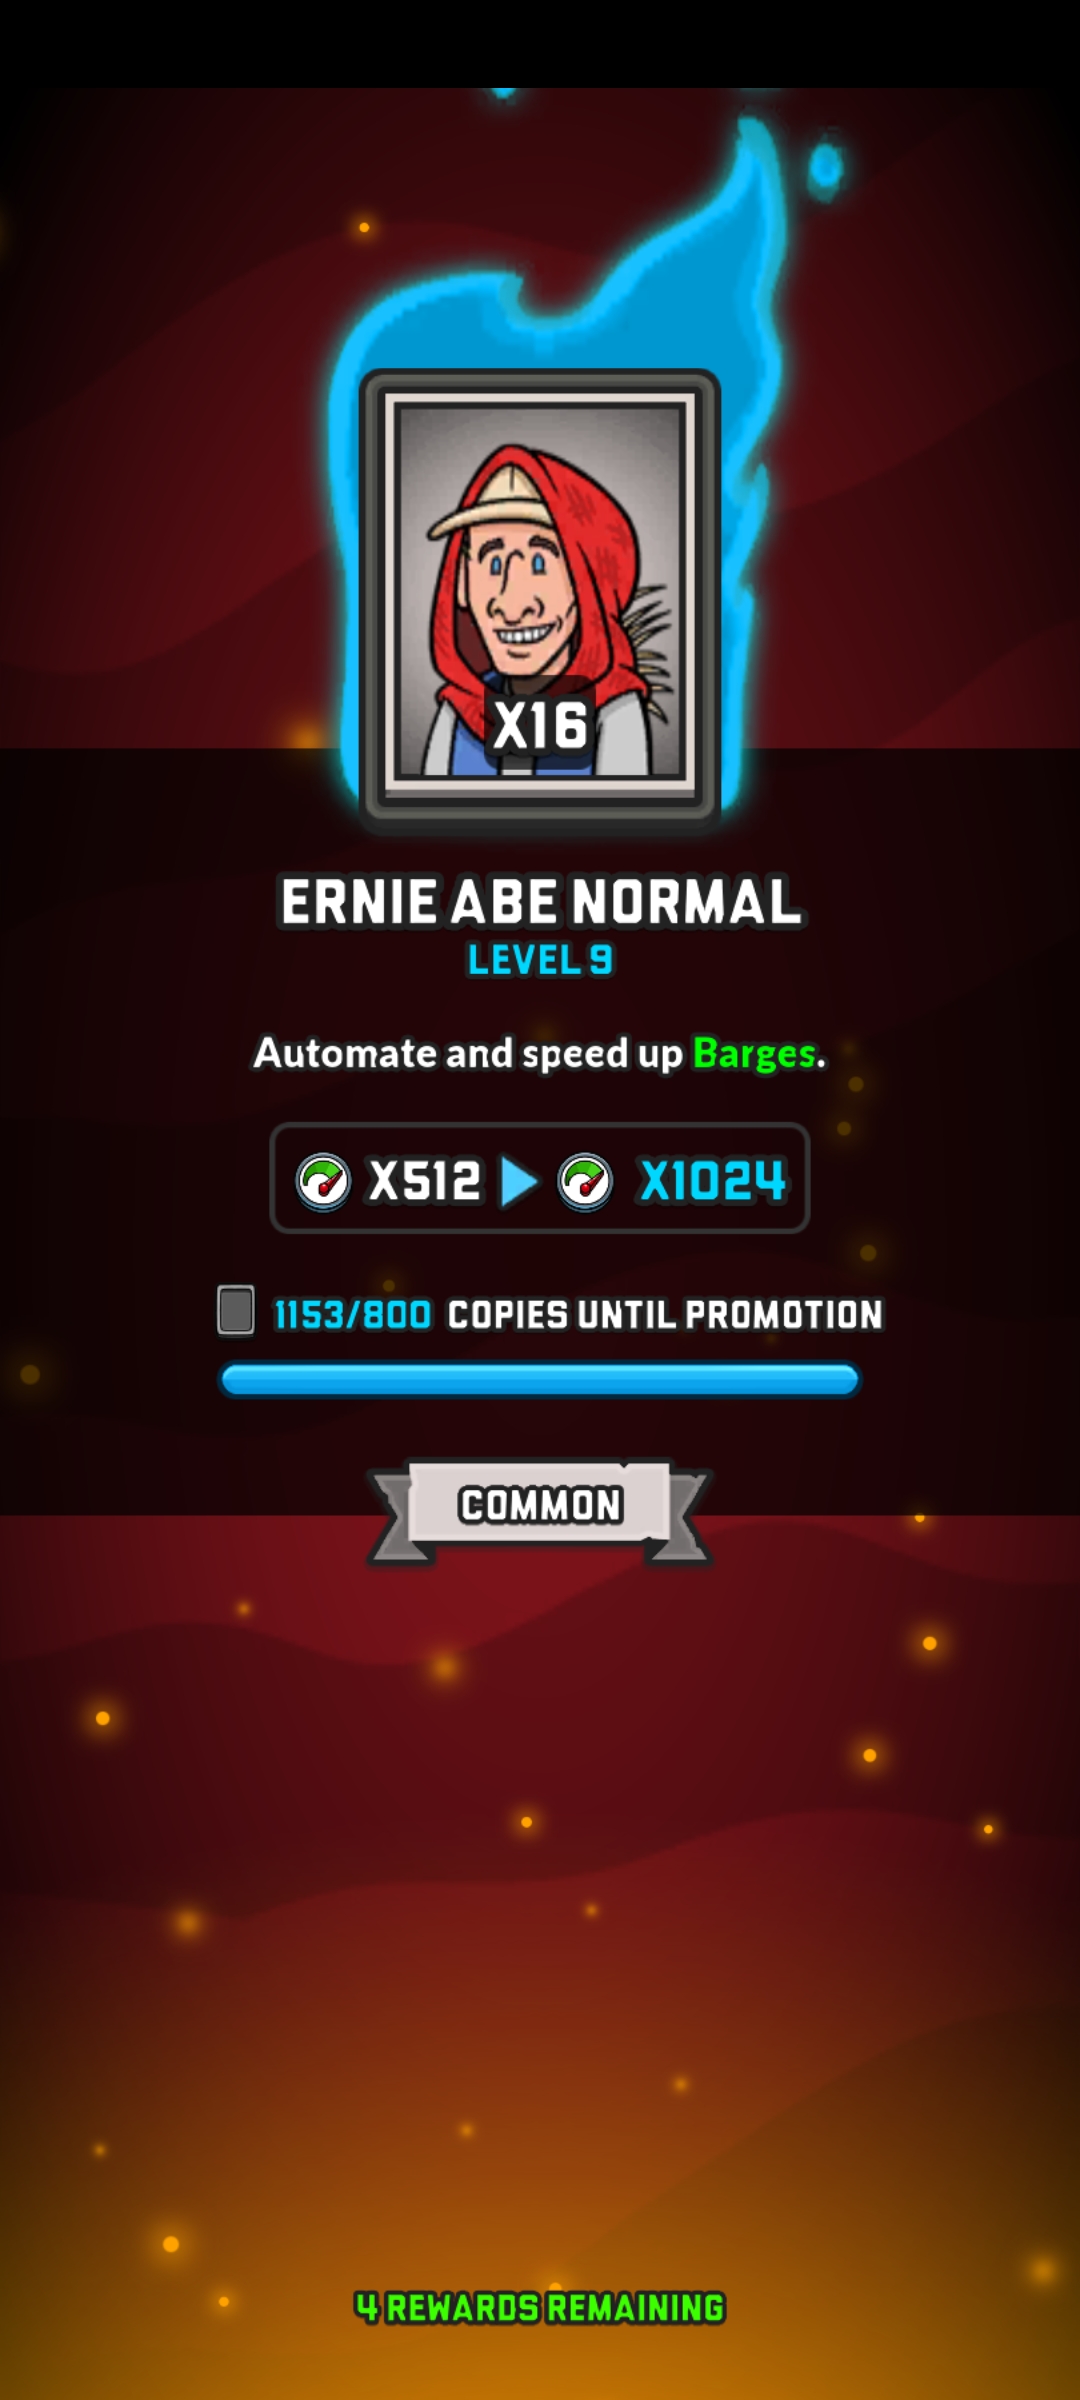 X16
ERNIE ABE NORMAL
LEVEL 9
Automate and speed up Barges.
X512 X1024
1153/800 COPIES UNTIL PROMOTION
COMMON
4 REWARDS REMAINING